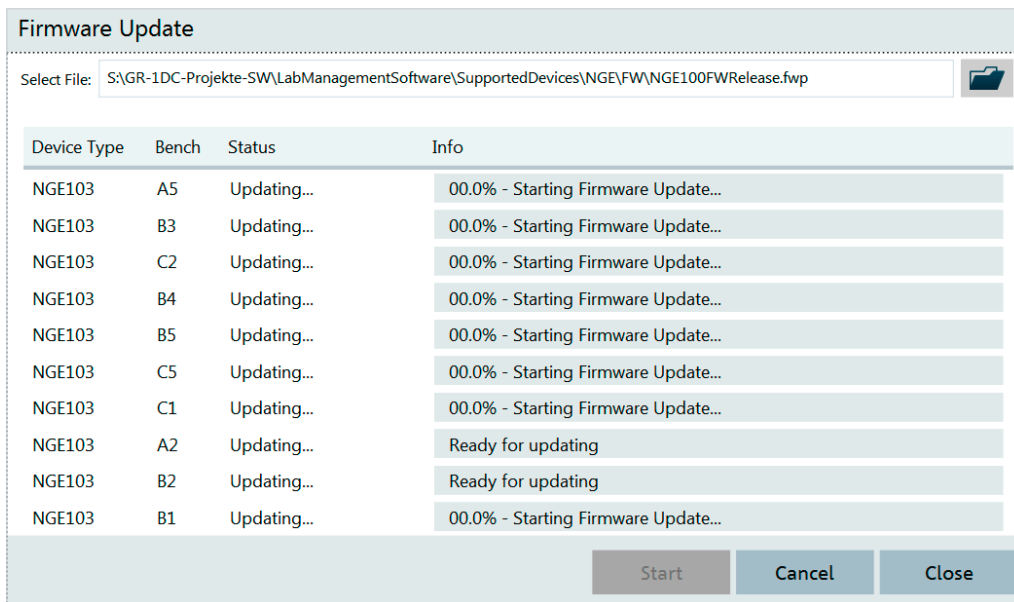 Firmware Update
Select File: S:\GR-1DC-Projekte-SW\LabManagementSoftware\SupportedDevices\NGE\FW\NGE100FWRelease.fwp
Device Type Bench Status Info
NGE103 A5 Updating... 00.0% - Starting Firmware Update...
NGE103 B3 Updating... 00.0% - Starting Firmware Update...
NGE103 C2 Updating... 00.0% - Starting Firmware Update...
NGE103 B4 Updating... 00.0% - Starting Firmware Update...
NGE103 B5 Updating... 00.0% - Starting Firmware Update...
NGE103 C5 Updating... 00.0% - Starting Firmware Update...
NGE103 C1 Updating... 00.0% - Starting Firmware Update...
NGE103 A2 Updating... Ready for updating
NGE103 B2 Updating... Ready for updating
NGE103 B1 Updating... 00.0% - Starting Firmware Update...
Start Cancel Close